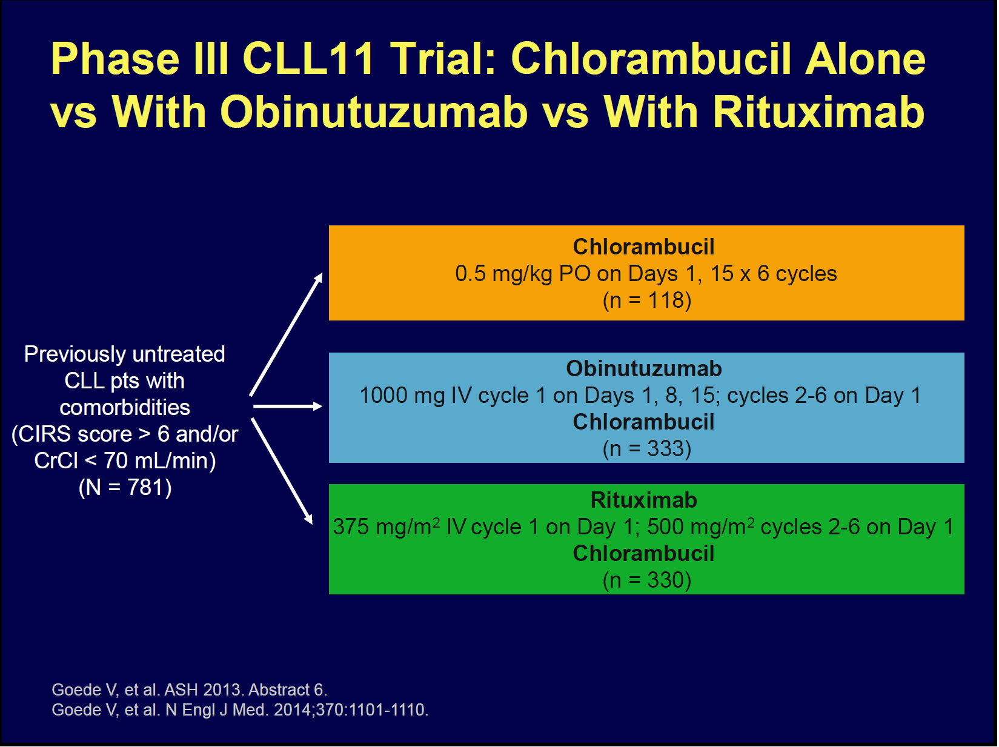 Phase III CLL11 Trial: Chlorambucil Alone
vs With Obinutuzumab vs With Rituximab
Previously untreated
CLL pts with
comorbidities
(CIRS score > 6 and/or
CrCl < 70 mL/min)
(N = 781)
Chlorambucil
0.5 mg/kg PO on Days 1, 15 x 6 cycles
(n = 118)
Obinutuzumab
1000 mg IV cycle 1 on Days 1, 8, 15; cycles 2-6 on Day 1
Chlorambucil
(n = 333)
Rituximab
375 mg/m² IV cycle 1 on Day 1; 500 mg/m² cycles 2-6 on Day 1
Chlorambucil
(n = 330)
Goede V, et al. ASH 2013. Abstract 6.
Goede V, et al. N Engl J Med. 2014;370:1101-1110.